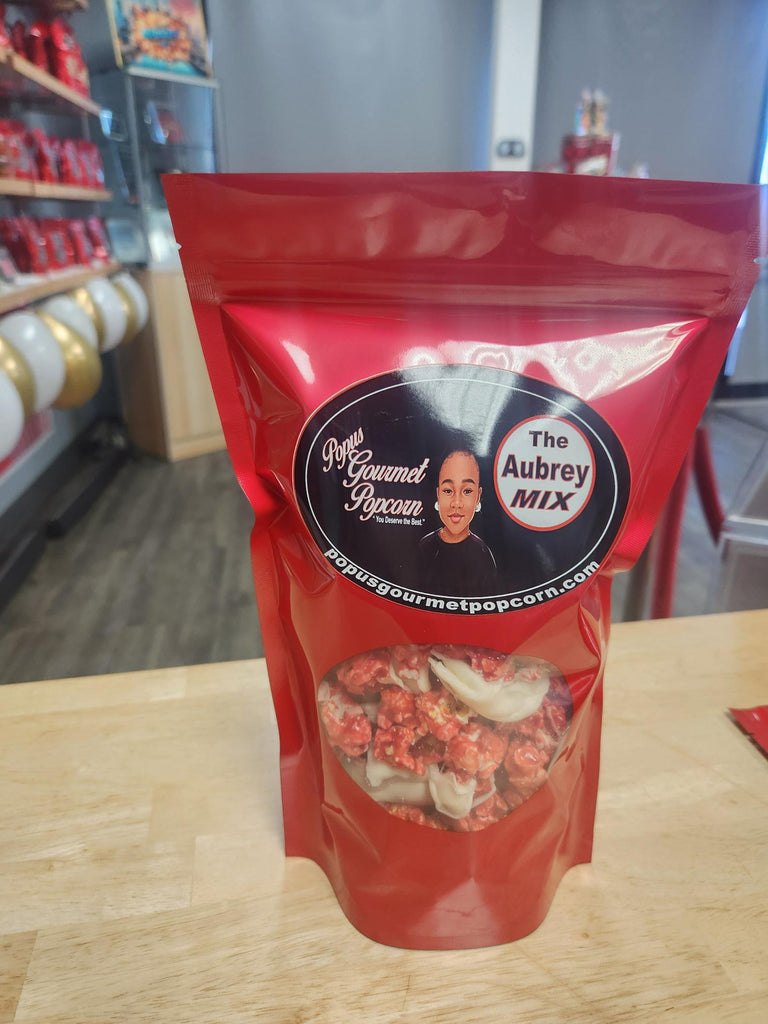 Popus
Gourmet
Popcorn
"You Deserve the Best."
The
Aubrey
MIX
popusgourmetpopcorn.com